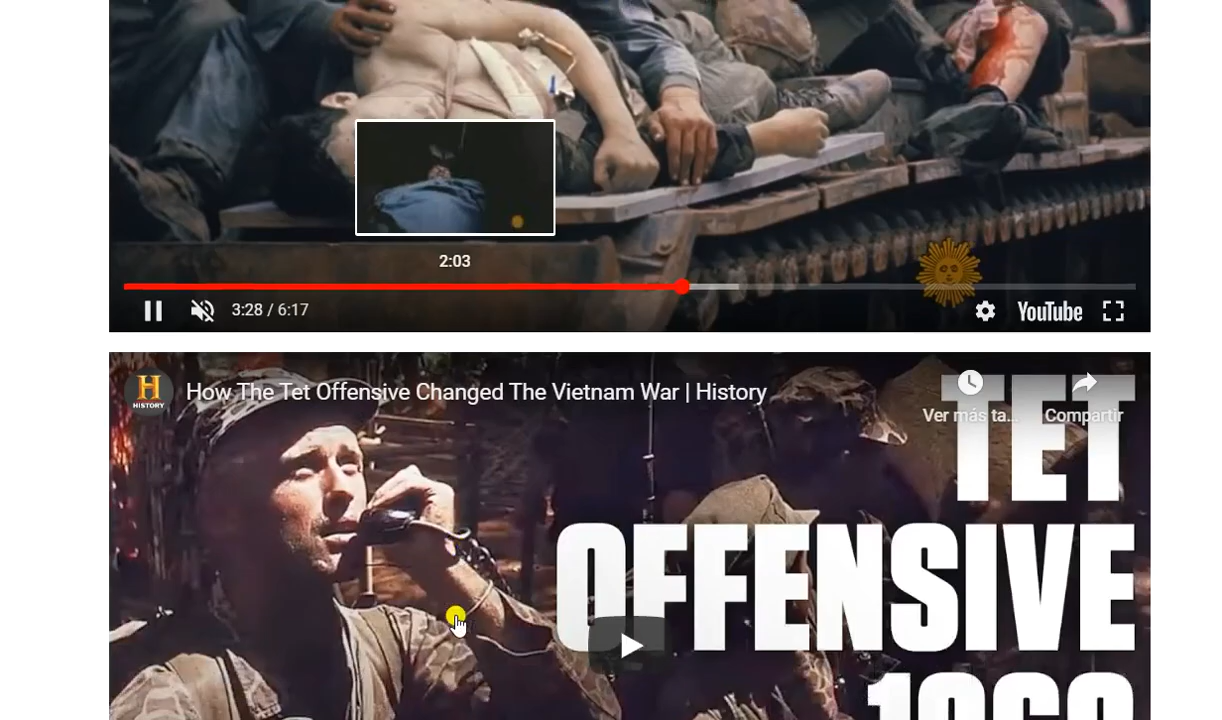 2:03
3:28 / 6:17
YouTube
H
HISTORY
How The Tet Offensive Changed The Vietnam War | History
Ver más ta...
Compartir
TET
OFFENSIVE
1968